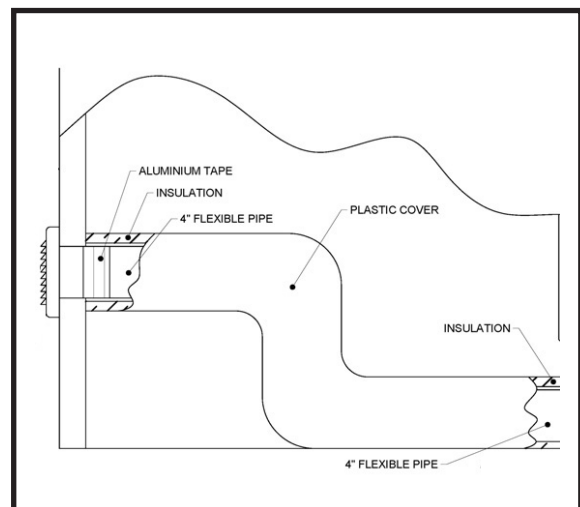 ALUMINIUM TAPE
INSULATION
4" FLEXIBLE PIPE
PLASTIC COVER
INSULATION
4" FLEXIBLE PIPE